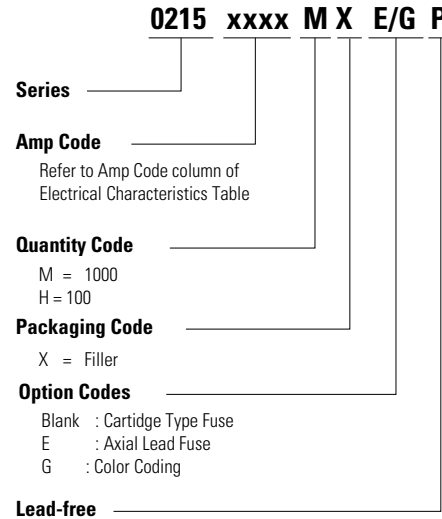 0215 xxxx M X E/G P
Series
Amp Code
Refer to Amp Code column of
Electrical Characteristics Table
Quantity Code
M = 1000
H = 100
Packaging Code
X = Filler
Option Codes
Blank : Cartidge Type Fuse
E : Axial Lead Fuse
G : Color Coding
Lead-free